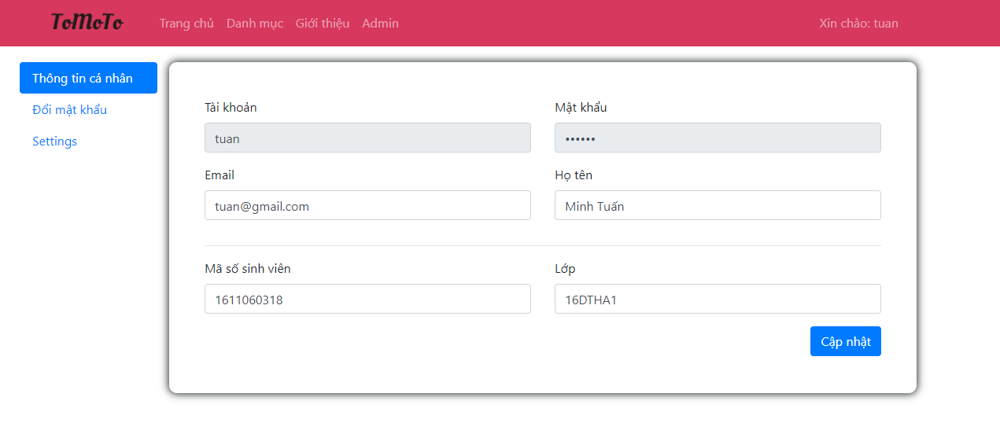 ToMoTo Trang chủ Danh mục Giới thiệu Admin Xin chào: tuan
Thông tin cá nhân
Đổi mật khẩu
Settings
Tài khoản Mật khẩu
tuan ••••••
Email Họ tên
tuan@gmail.com Minh Tuấn
Mã số sinh viên Lớp
1611060318 16DTHA1
Cập nhật